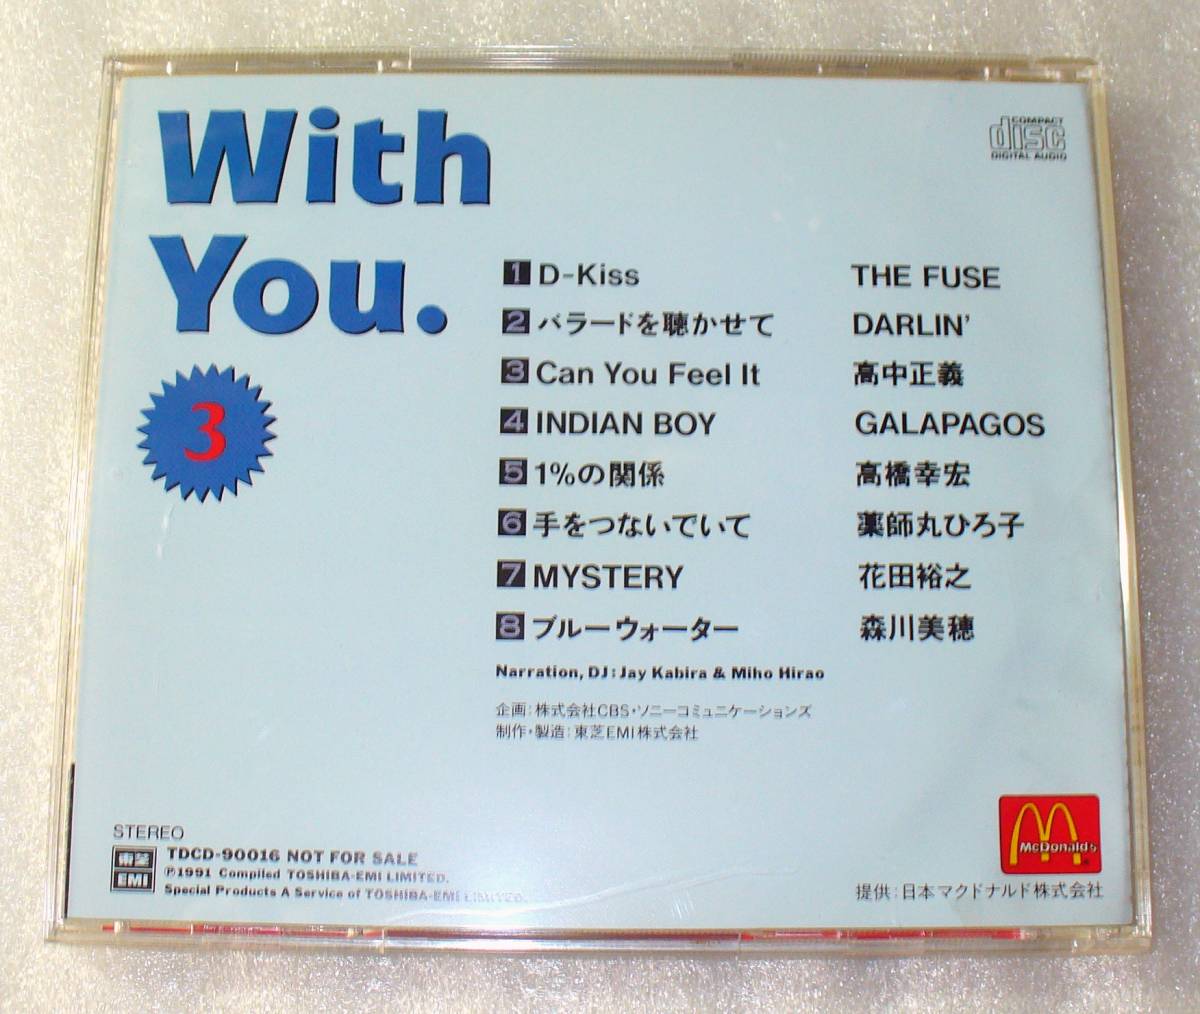 With
You.
3
COMPACT
disc
DIGITAL AUDIO
1 D-Kiss THE FUSE
2 バラードを聴かせて DARLIN'
3 Can You Feel It 高中正義
4 INDIAN BOY GALAPAGOS
5 1%の関係 高橋幸宏
6 手をつないでいて 薬師丸ひろ子
7 MYSTERY 花田裕之
8 ブルーウォーター 森川美穂
Narration, DJ:Jay Kabira & Miho Hirao
企画:株式会社CBS・ソニーコミュニケーションズ
制作・製造:東芝EMI株式会社
STEREO
東芝
EMI
TDCD-90016 NOT FOR SALE
℗1991 Compiled TOSHIBA-EMI LIMITED.
Special Products A Service of TOSHIBA-EMI LIMITED.
McDonald's
提供:日本マクドナルド株式会社